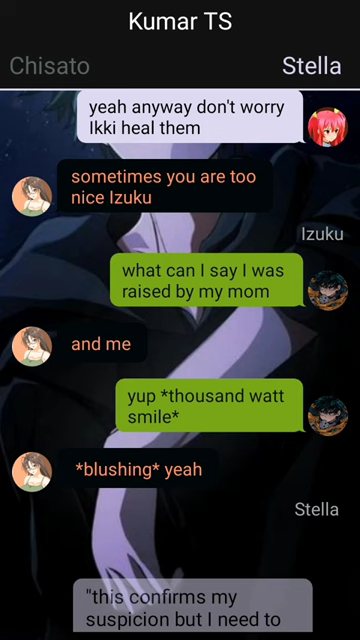 Kumar TS
Chisato
Stella
yeah anyway don't worry
Ikki heal them
sometimes you are too
nice Izuku
Izuku
what can I say I was
raised by my mom
and me
yup *thousand watt
smile*
*blushing* yeah
Stella
"this confirms my
suspicion but I need to